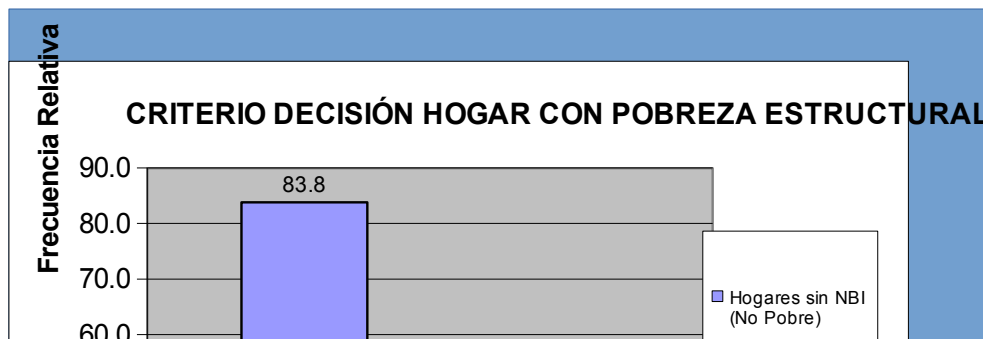 Frecuencia Relativa
CRITERIO DECISIÓN HOGAR CON POBREZA ESTRUCTURAL
90.0
83.8
80.0
70.0
Hogares sin NBI
(No Pobre)
60.0